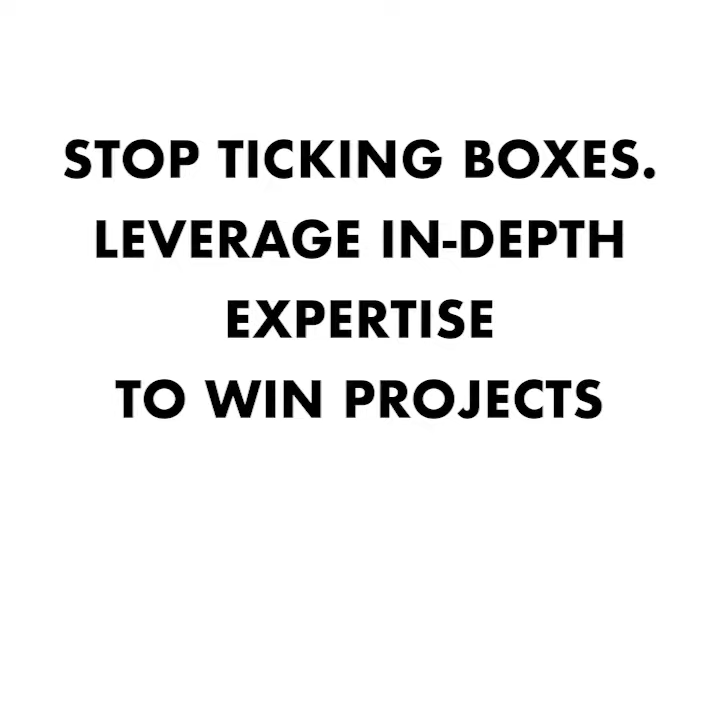 STOP TICKING BOXES.
LEVERAGE IN-DEPTH
EXPERTISE
TO WIN PROJECTS